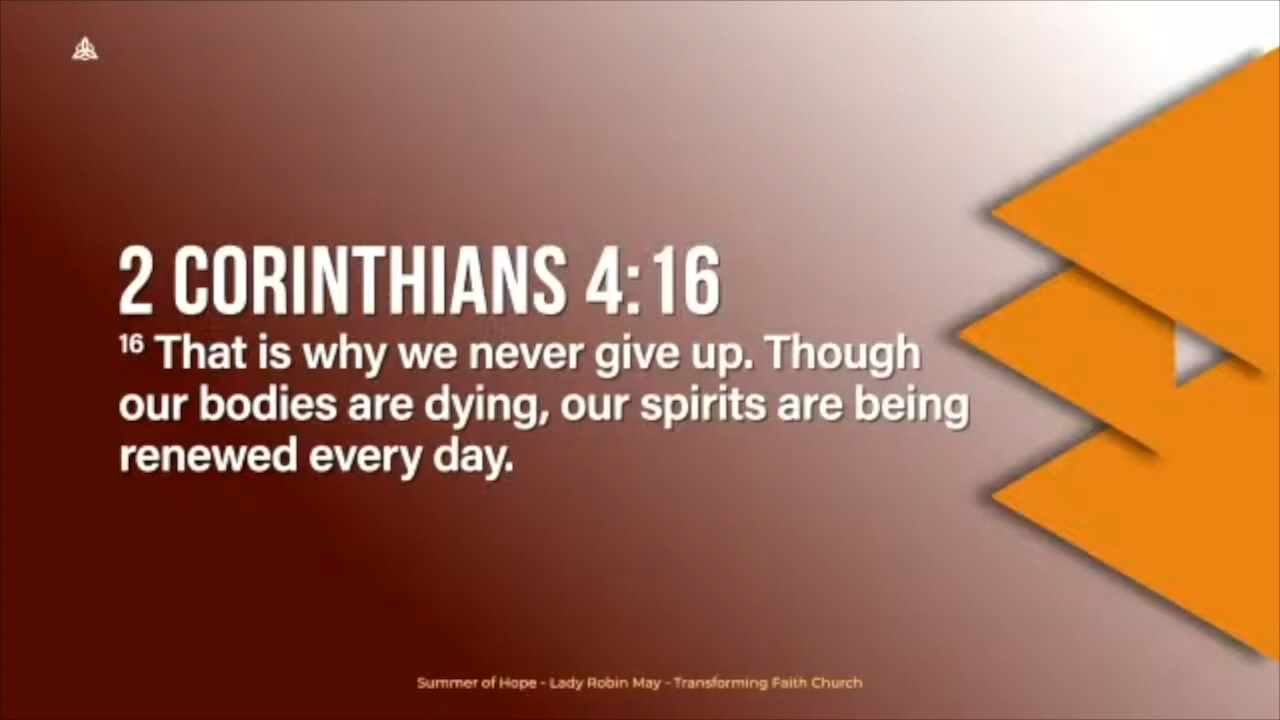 2 CORINTHIANS 4:16
16 That is why we never give up. Though
our bodies are dying, our spirits are being
renewed every day.
Summer of Hope - Lady Robin May - Transforming Faith Church